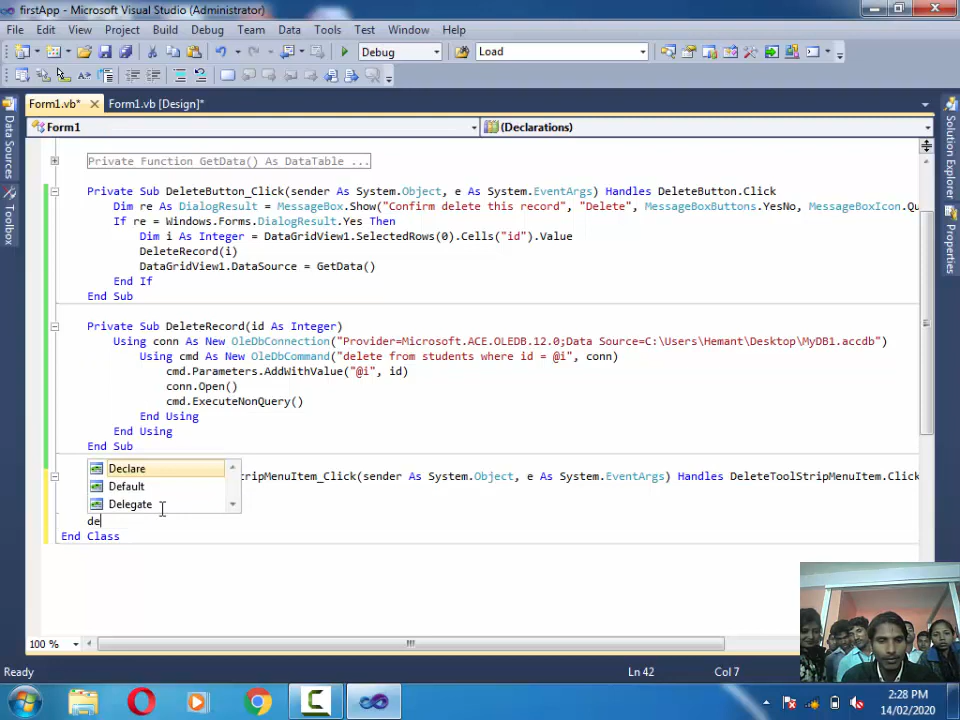 firstApp - Microsoft Visual Studio (Administrator)
File Edit View Project Build Debug Team Data Tools Test Window Help
Debug Load
Form1.vb* Form1.vb [Design]*
Form1 (Declarations)
Data Sources
Toolbox
Solution Explorer
Properties
Private Function GetData() As DataTable ...
Private Sub DeleteButton_Click(sender As System.Object, e As System.EventArgs) Handles DeleteButton.Click
Dim re As DialogResult = MessageBox.Show("Confirm delete this record", "Delete", MessageBoxButtons.YesNo, MessageBoxIcon.Qu
If re = Windows.Forms.DialogResult.Yes Then
Dim i As Integer = DataGridView1.SelectedRows(0).Cells("id").Value
DeleteRecord(i)
DataGridView1.DataSource = GetData()
End If
End Sub
Private Sub DeleteRecord(id As Integer)
Using conn As New OleDbConnection("Provider=Microsoft.ACE.OLEDB.12.0;Data Source=C:\Users\Hemant\Desktop\MyDB1.accdb")
Using cmd As New OleDbCommand("delete from students where id = @i", conn)
cmd.Parameters.AddWithValue("@i", id)
conn.Open()
cmd.ExecuteNonQuery()
End Using
End Using
End Sub
Declare
tripMenuItem_Click(sender As System.Object, e As System.EventArgs) Handles DeleteToolStripMenuItem.Click
Default
Delegate
de
End Class
100 %
Ready Ln 42 Col 7
2:28 PM
14/02/2020